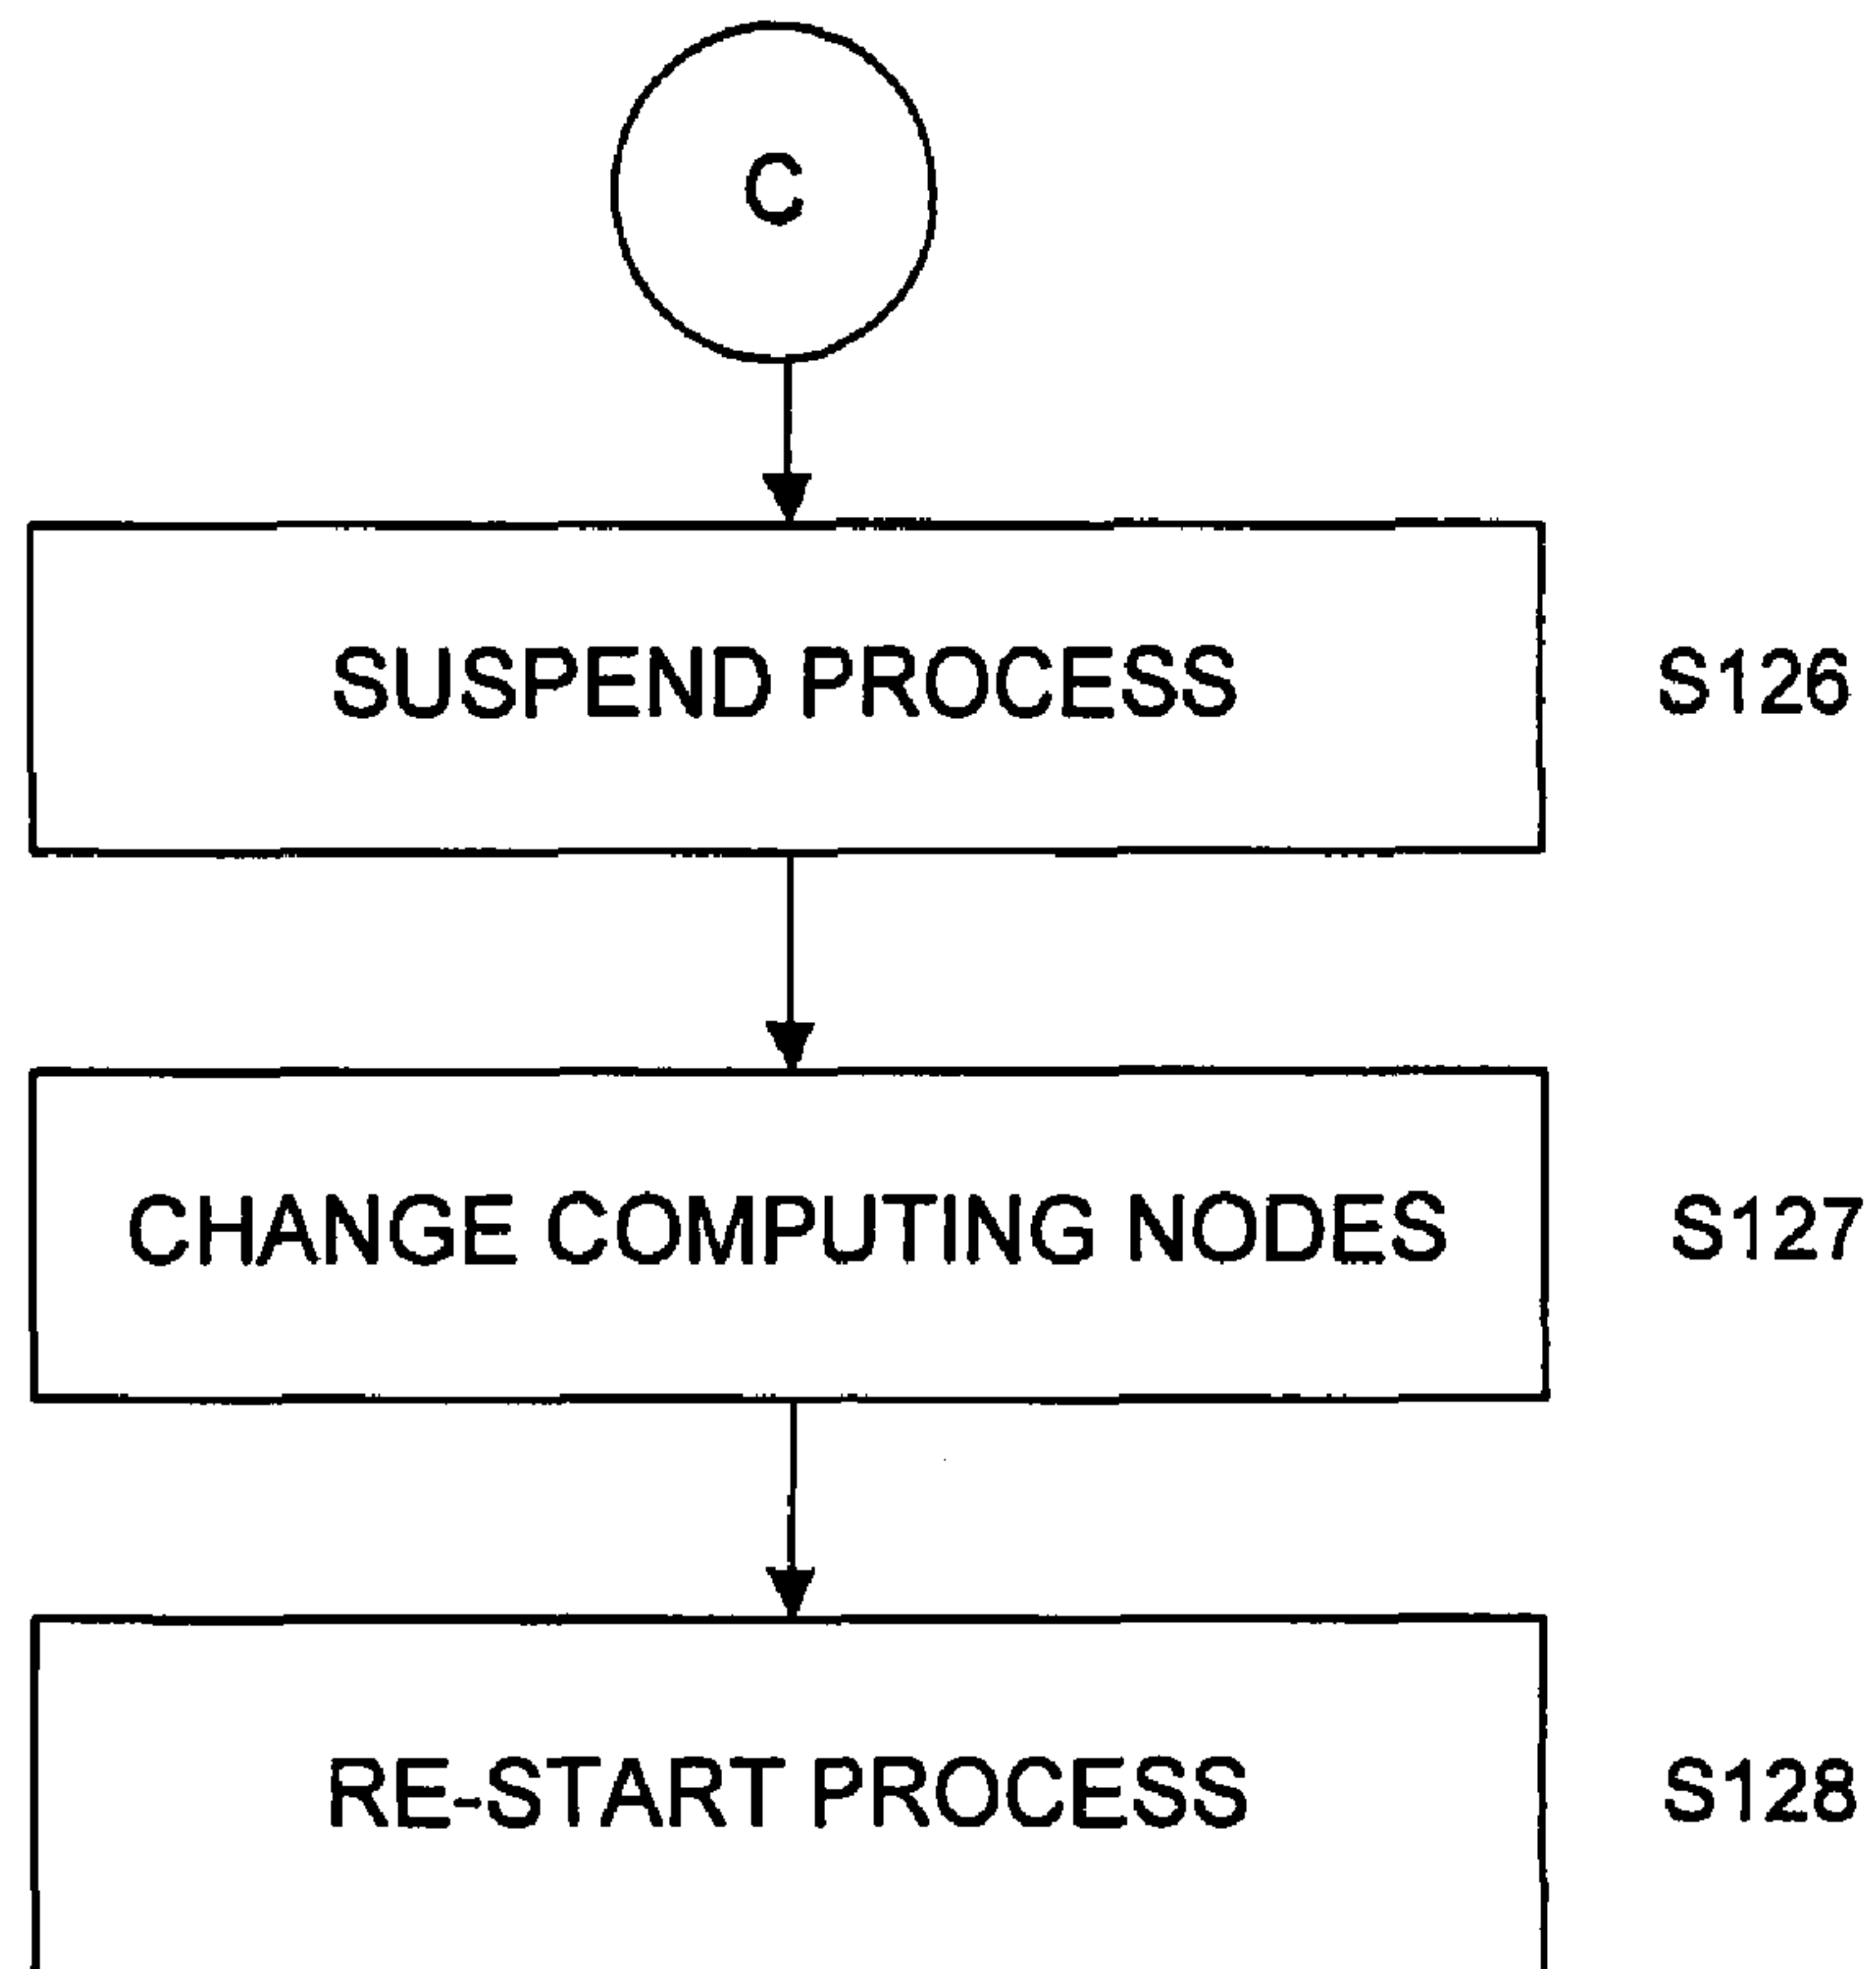 C
SUSPEND PROCESS S126
CHANGE COMPUTING NODES S127
RE-START PROCESS S128